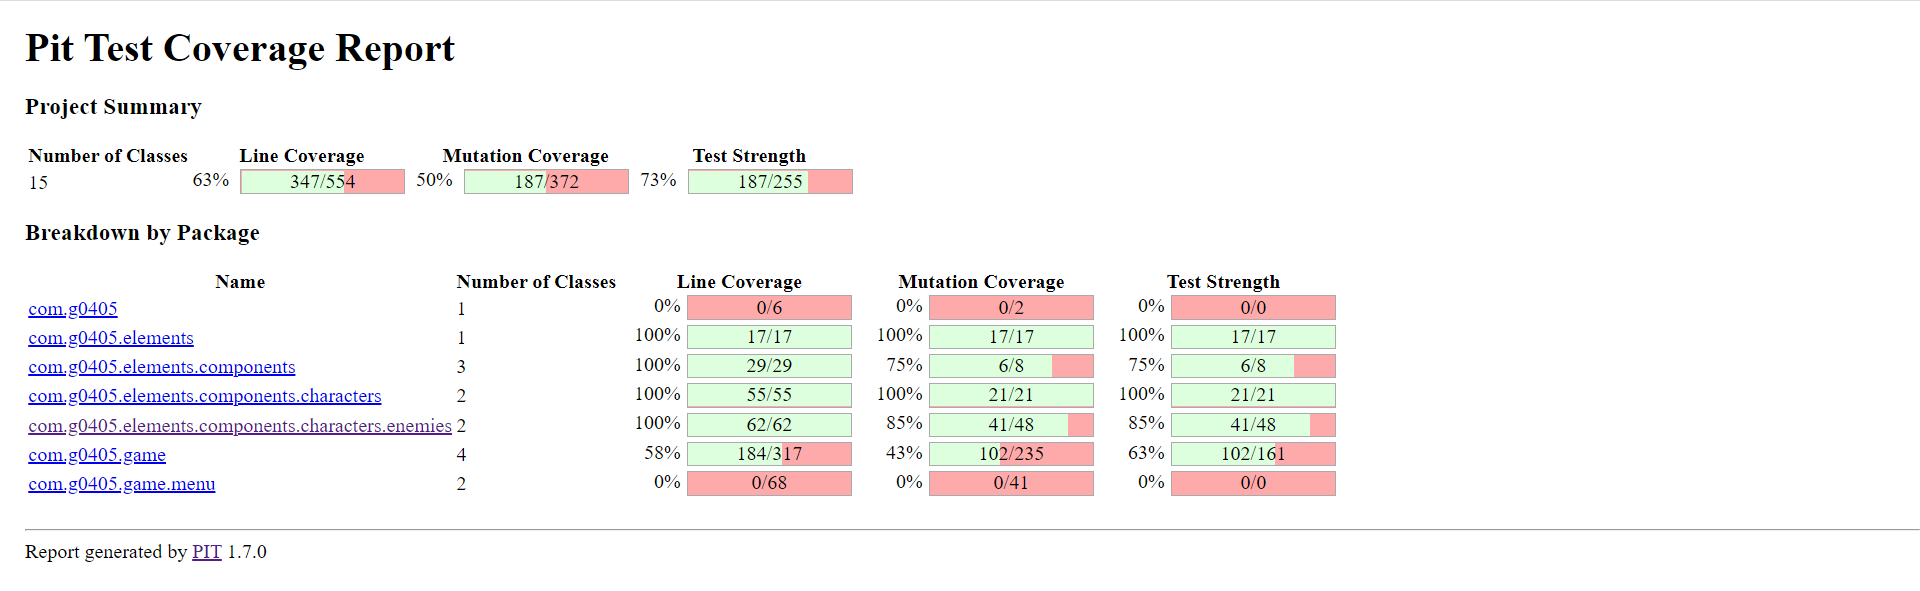 Pit Test Coverage Report
Project Summary
Number of Classes Line Coverage Mutation Coverage Test Strength
15 63% 347/554 50% 187/372 73% 187/255
Breakdown by Package
Name Number of Classes Line Coverage Mutation Coverage Test Strength
com.g0405 1 0% 0/6 0% 0/2 0% 0/0
com.g0405.elements 1 100% 17/17 100% 17/17 100% 17/17
com.g0405.elements.components 3 100% 29/29 75% 6/8 75% 6/8
com.g0405.elements.components.characters 2 100% 55/55 100% 21/21 100% 21/21
com.g0405.elements.components.characters.enemies 2 100% 62/62 85% 41/48 85% 41/48
com.g0405.game 4 58% 184/317 43% 102/235 63% 102/161
com.g0405.game.menu 2 0% 0/68 0% 0/41 0% 0/0
Report generated by PIT 1.7.0